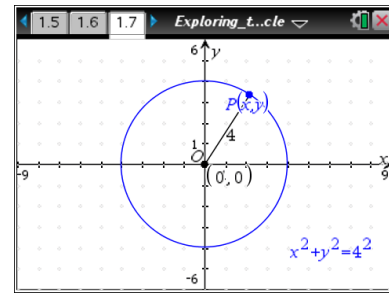 1.5 1.6 1.7 Exploring_t...cle
6 y
P(x,y)
4
1
O
x
-9
(0, 0)
9
x²+y²=4²
-6